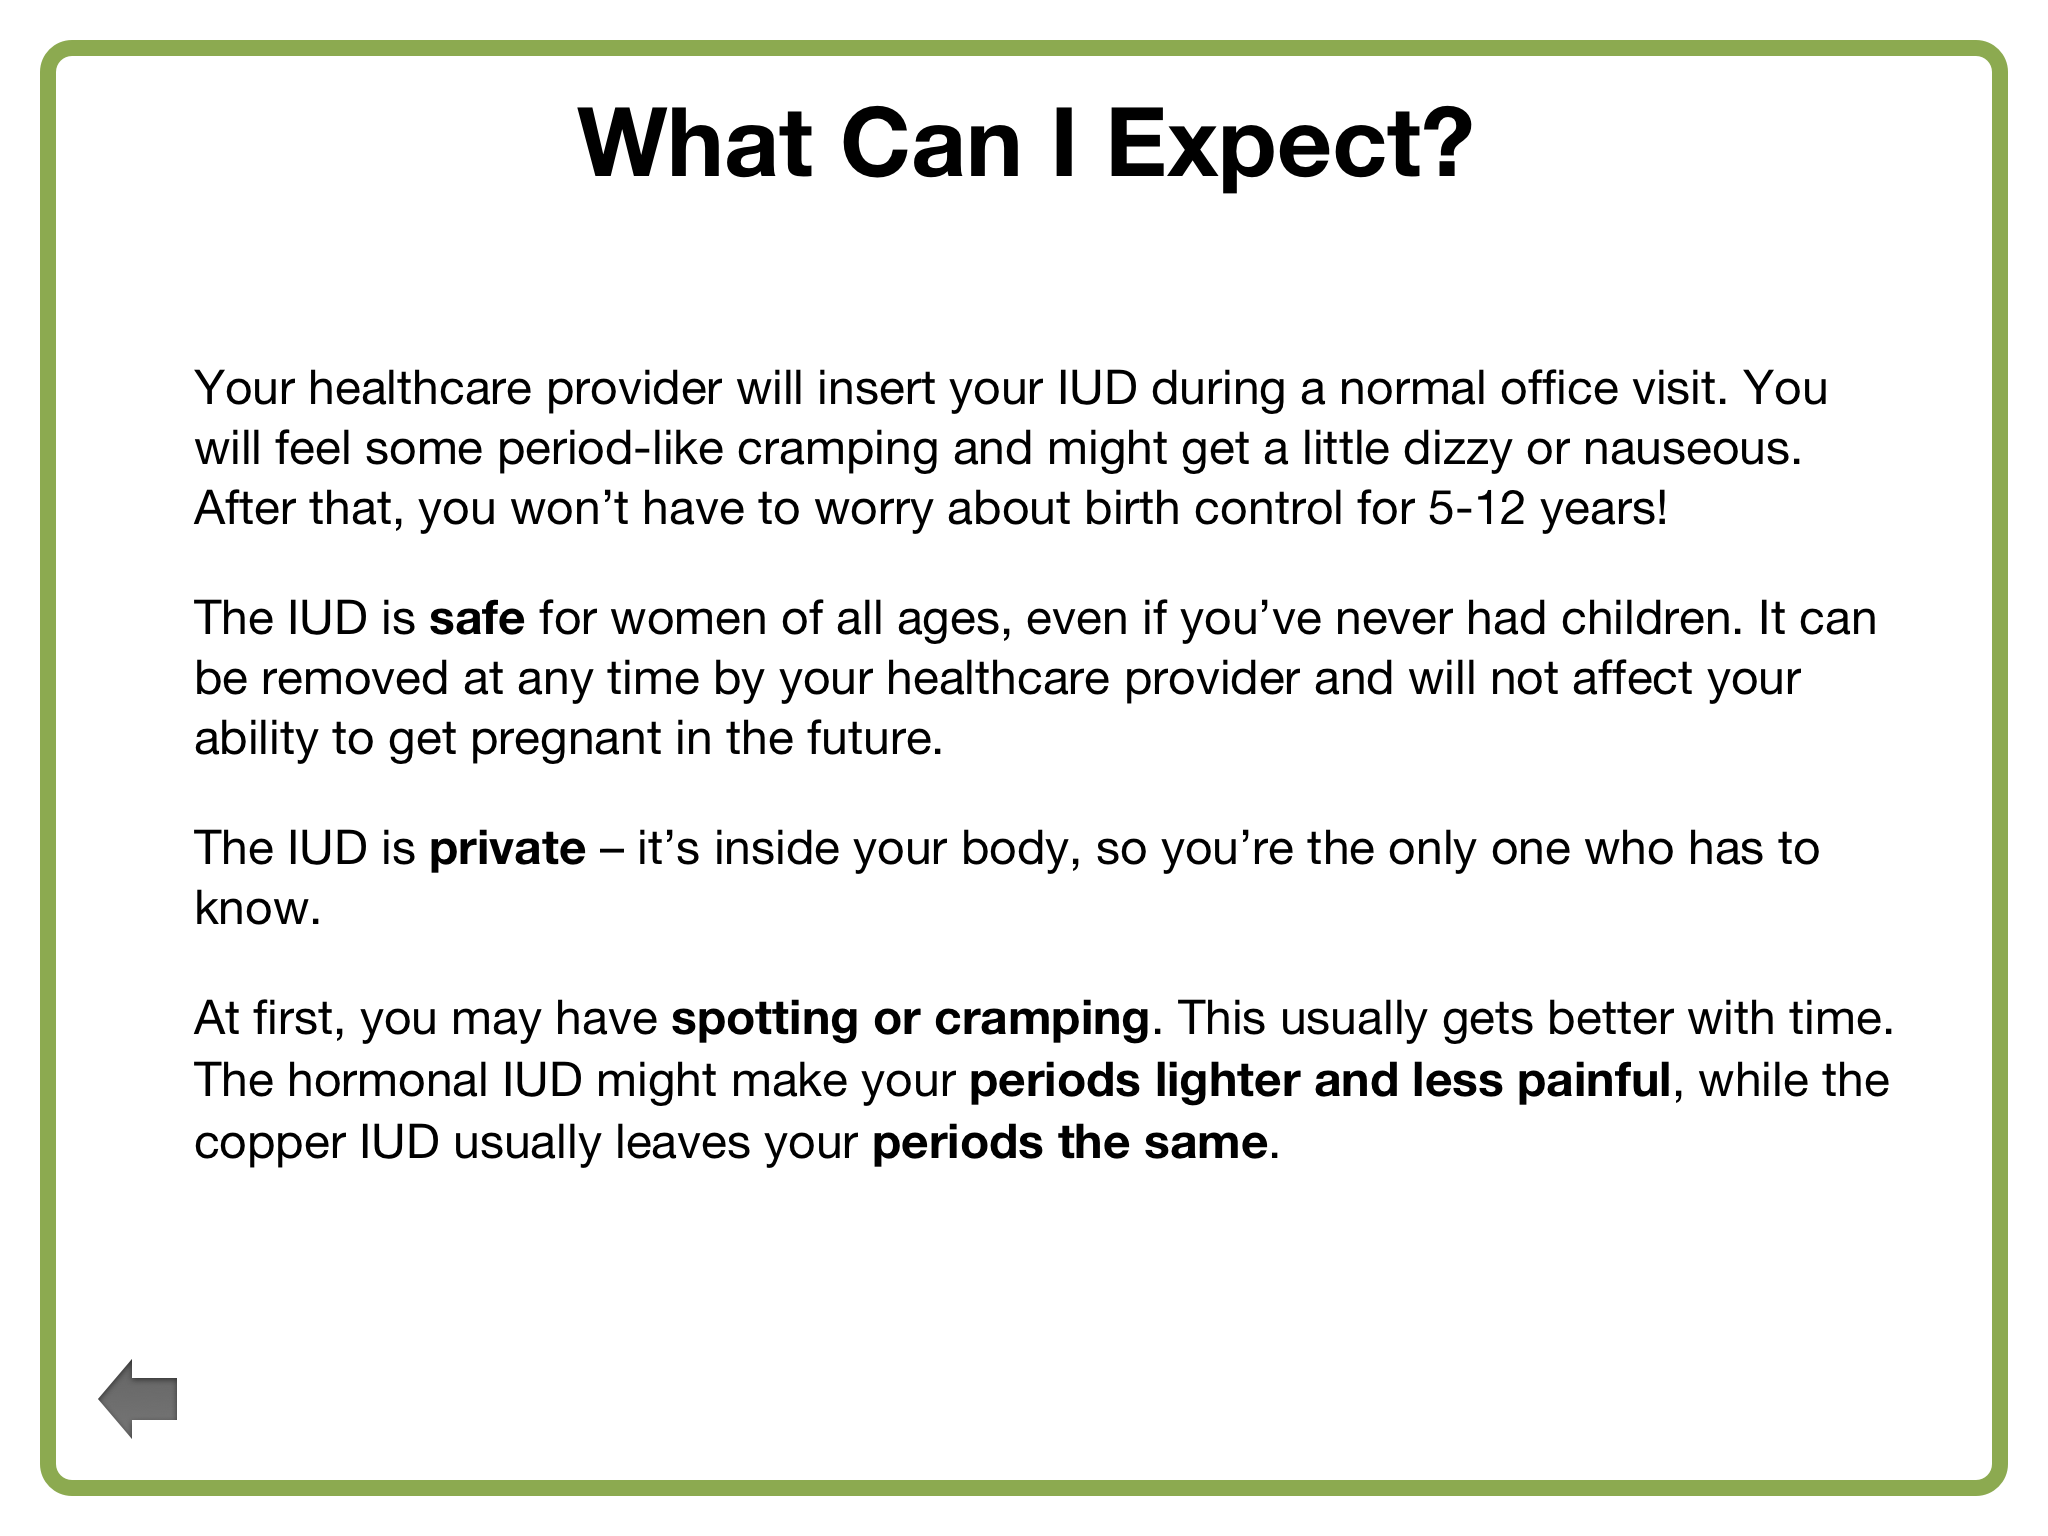 What Can I Expect?
Your healthcare provider will insert your IUD during a normal office visit. You
will feel some period-like cramping and might get a little dizzy or nauseous.
After that, you won’t have to worry about birth control for 5-12 years!
The IUD is safe for women of all ages, even if you’ve never had children. It can
be removed at any time by your healthcare provider and will not affect your
ability to get pregnant in the future.
The IUD is private – it’s inside your body, so you’re the only one who has to
know.
At first, you may have spotting or cramping. This usually gets better with time.
The hormonal IUD might make your periods lighter and less painful, while the
copper IUD usually leaves your periods the same.